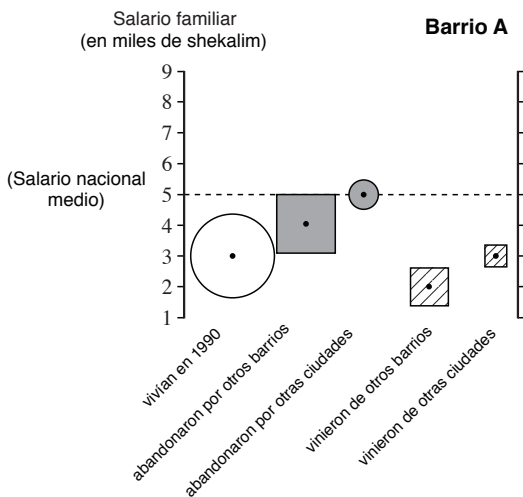 Salario familiar
(en miles de shekalim)
Barrio A
9
8
7
6
(Salario nacional
medio)
5
4
3
2
1
vivían en 1990
abandonaron por otros barrios
abandonaron por otras ciudades
vinieron de otros barrios
vinieron de otras ciudades